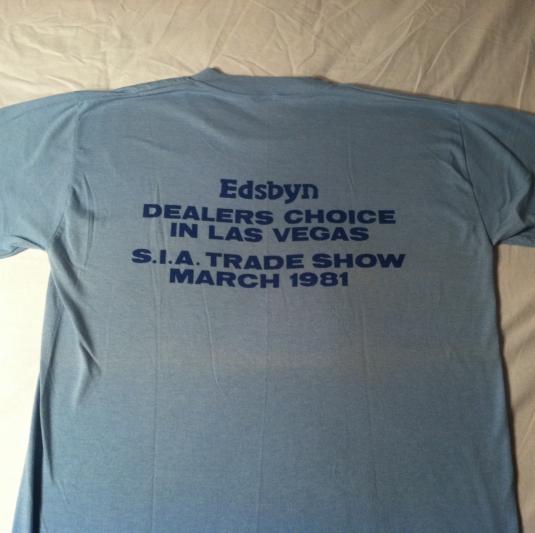 Edsbyn
DEALERS CHOICE
IN LAS VEGAS
S.I.A. TRADE SHOW
MARCH 1981